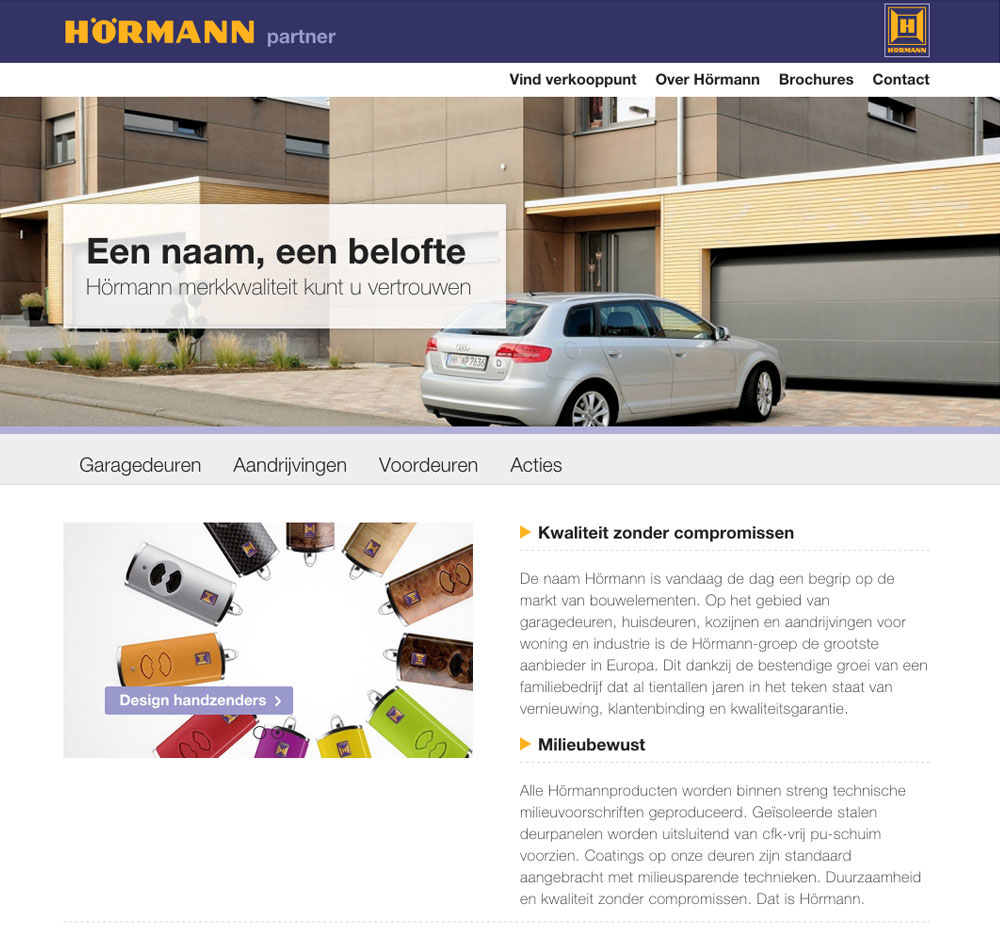 HÖRMANN partner
HÖRMANN
Vind verkooppunt Over Hörmann Brochures Contact
Een naam, een belofte
Hörmann merkkwaliteit kunt u vertrouwen
Garagedeuren Aandrijvingen Voordeuren Acties
Design handzenders
Kwaliteit zonder compromissen
De naam Hörmann is vandaag de dag een begrip op de
markt van bouwelementen. Op het gebied van
garagedeuren, huisdeuren, kozijnen en aandrijvingen voor
woning en industrie is de Hörmann-groep de grootste
aanbieder in Europa. Dit dankzij de bestendige groei van een
familiebedrijf dat al tientallen jaren in het teken staat van
vernieuwing, klantenbinding en kwaliteitsgarantie.
Milieubewust
Alle Hörmannproducten worden binnen streng technische
milieuvoorschriften geproduceerd. Geïsoleerde stalen
deurpanelen worden uitsluitend van cfk-vrij pu-schuim
voorzien. Coatings op onze deuren zijn standaard
aangebracht met milieusparende technieken. Duurzaamheid
en kwaliteit zonder compromissen. Dat is Hörmann.